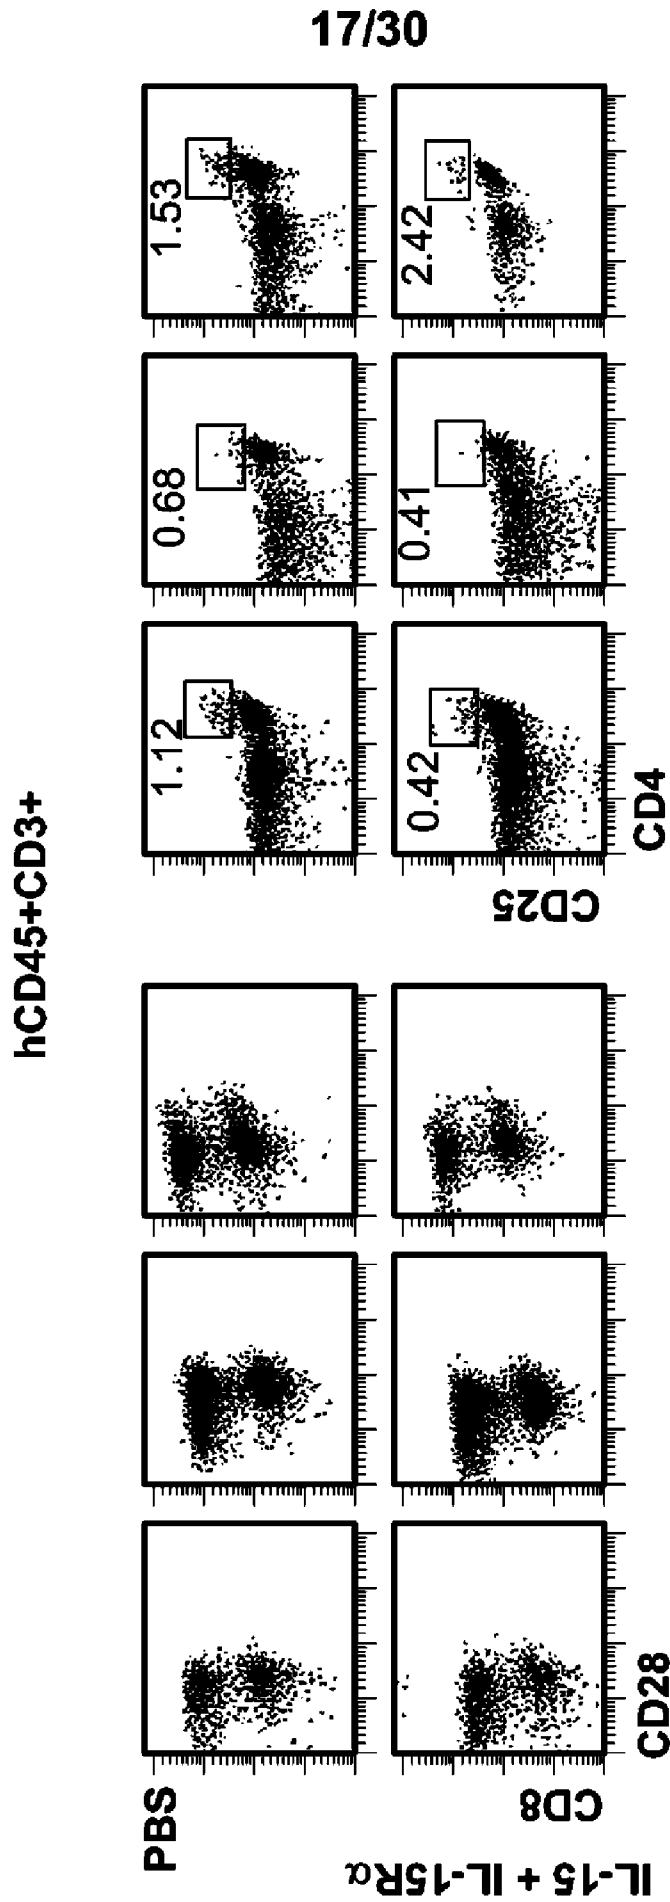 17/30
hCD45+CD3+
PBS
1.12
0.68
1.53
IL-15 + IL-15Rα
CD8
CD28
CD25
0.42
0.41
2.42
CD4